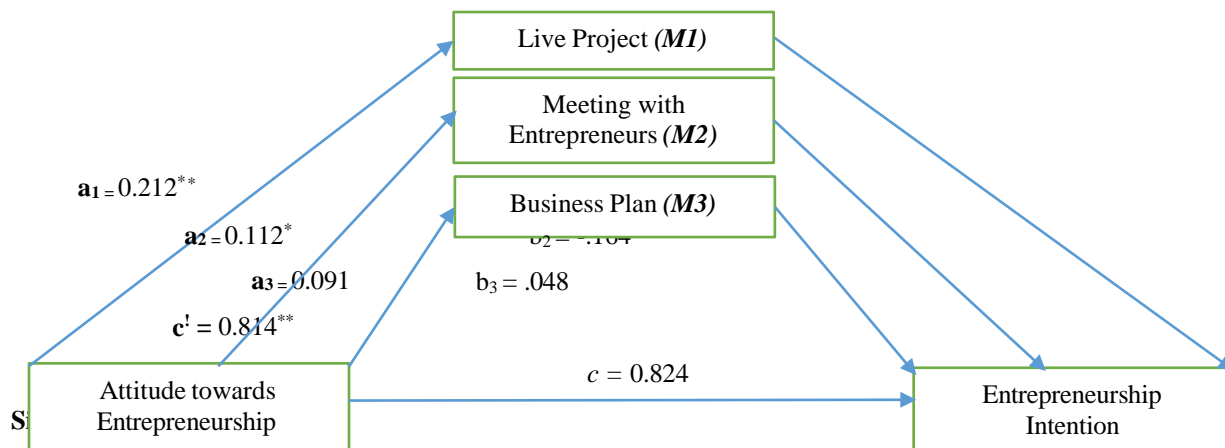 Live Project (M1)
Meeting with
Entrepreneurs (M2)
a1 = 0.212**
Business Plan (M3)
a2 = 0.112*
a3 = 0.091
b3 = .048
c! = 0.814**
c = 0.824
Attitude towards
Entrepreneurship
Entrepreneurship
Intention